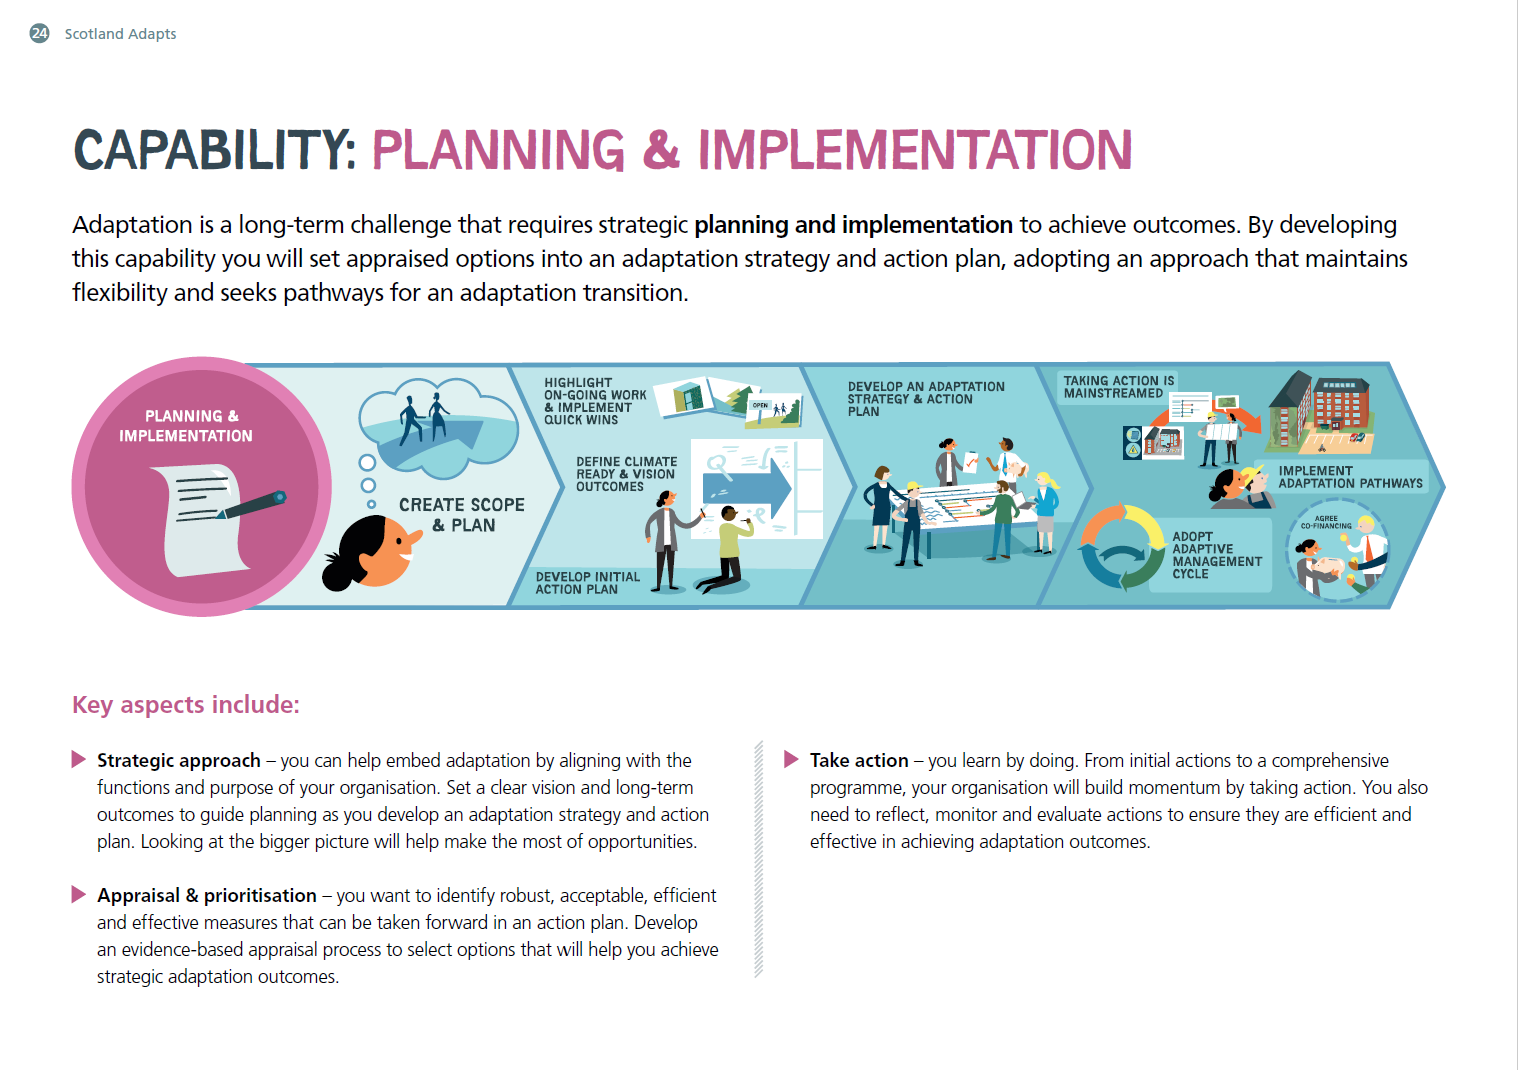 24 Scotland Adapts
CAPABILITY: PLANNING & IMPLEMENTATION
Adaptation is a long-term challenge that requires strategic planning and implementation to achieve outcomes. By developing
this capability you will set appraised options into an adaptation strategy and action plan, adopting an approach that maintains
flexibility and seeks pathways for an adaptation transition.
PLANNING &
IMPLEMENTATION
CREATE SCOPE
& PLAN
HIGHLIGHT
ON-GOING WORK
& IMPLEMENT
QUICK WINS
OPEN
DEFINE CLIMATE
READY & VISION
OUTCOMES
DEVELOP INITIAL
ACTION PLAN
DEVELOP AN ADAPTATION
STRATEGY & ACTION
PLAN
TAKING ACTION IS
MAINSTREAMED
IMPLEMENT
ADAPTATION PATHWAYS
ADOPT
ADAPTIVE
MANAGEMENT
CYCLE
AGREE
CO-FINANCING
Key aspects include:
Strategic approach – you can help embed adaptation by aligning with the
functions and purpose of your organisation. Set a clear vision and long-term
outcomes to guide planning as you develop an adaptation strategy and action
plan. Looking at the bigger picture will help make the most of opportunities.
Appraisal & prioritisation – you want to identify robust, acceptable, efficient
and effective measures that can be taken forward in an action plan. Develop
an evidence-based appraisal process to select options that will help you achieve
strategic adaptation outcomes.
Take action – you learn by doing. From initial actions to a comprehensive
programme, your organisation will build momentum by taking action. You also
need to reflect, monitor and evaluate actions to ensure they are efficient and
effective in achieving adaptation outcomes.